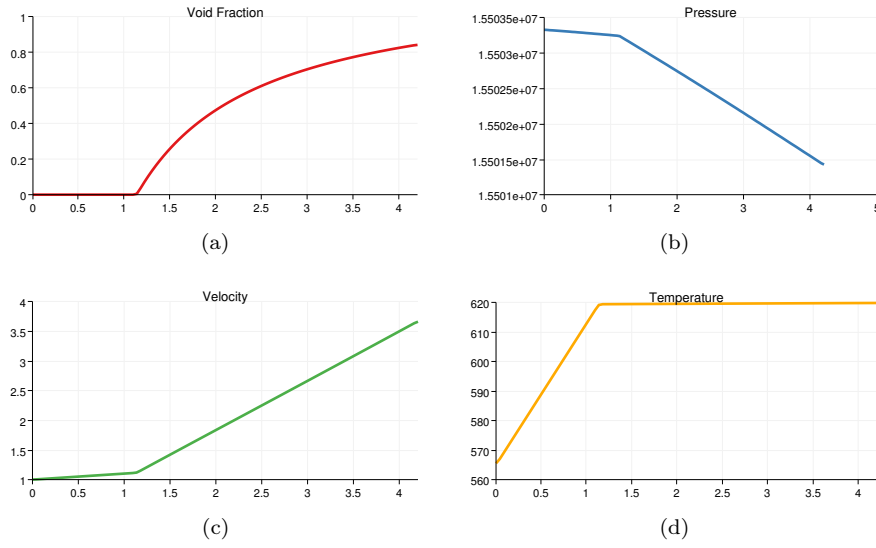 Void Fraction
1
0.8
0.6
0.4
0.2
0
0 0.5 1 1.5 2 2.5 3 3.5 4
(a)
Pressure
1.55035e+07
1.5503e+07
1.55025e+07
1.5502e+07
1.55015e+07
1.5501e+07
0 1 2 3 4 5
(b)
Velocity
4
3.5
3
2.5
2
1.5
1
0 0.5 1 1.5 2 2.5 3 3.5 4
(c)
Temperature
620
610
600
590
580
570
560
0 0.5 1 1.5 2 2.5 3 3.5 4
(d)